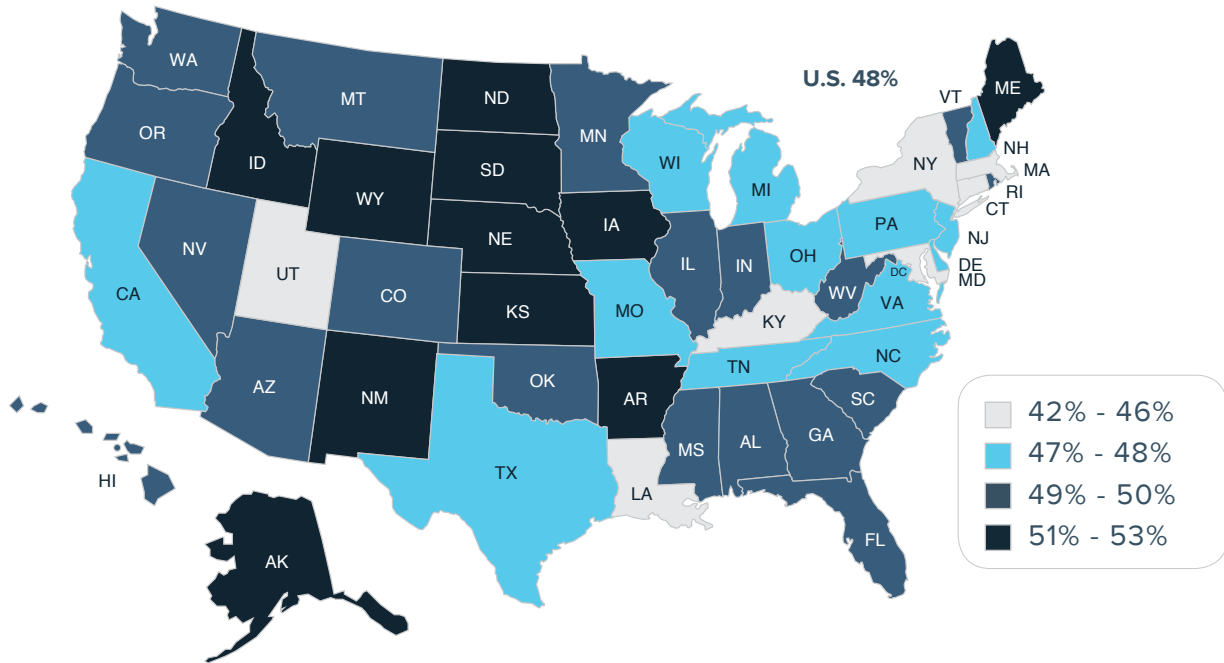 U.S. 48%
WA
MT
ND
MN
OR
ID
SD
WY
WI
MI
VT
ME
NY
NH
MA
RI
CT
IA
NE
PA
NJ
NV
UT
IL
IN
OH
DE
MD
DC
CA
CO
KS
MO
WV
VA
KY
TN
NC
AZ
NM
OK
AR
SC
MS
AL
GA
TX
LA
HI
FL
AK
42% - 46%
47% - 48%
49% - 50%
51% - 53%